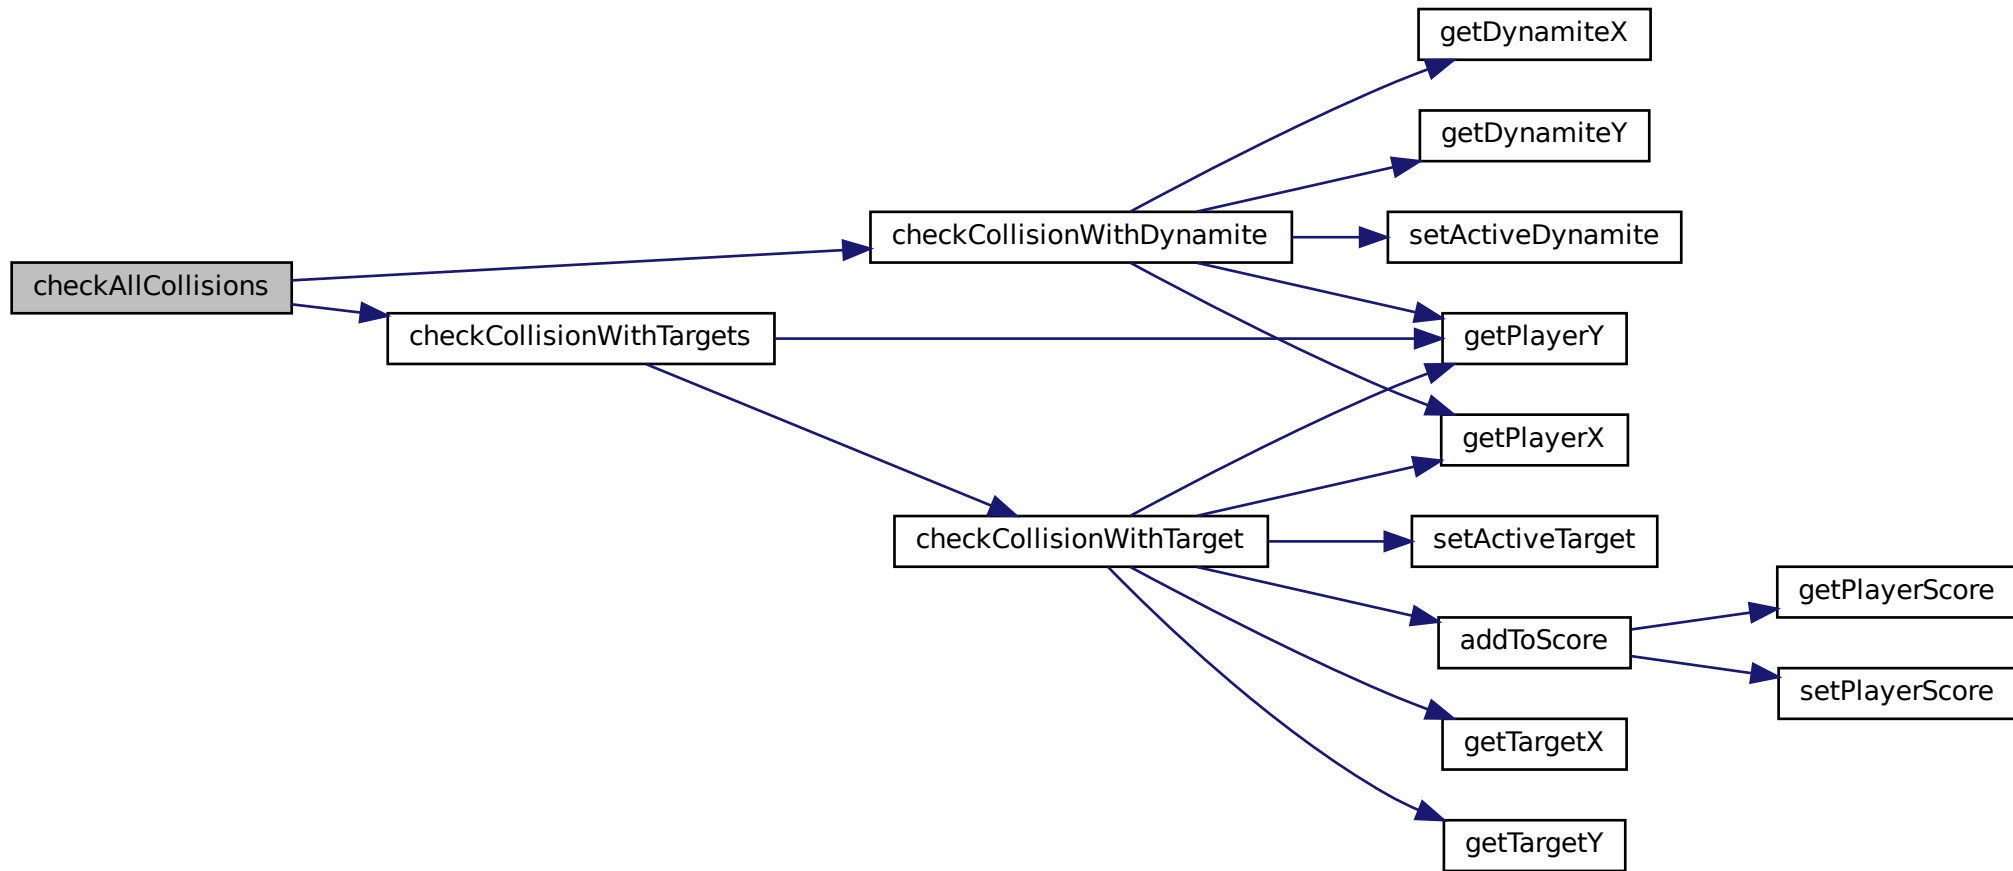 getDynamiteX
getDynamiteY
checkCollisionWithDynamite
setActiveDynamite
checkAllCollisions
checkCollisionWithTargets
getPlayerY
getPlayerX
checkCollisionWithTarget
setActiveTarget
getPlayerScore
addToScore
setPlayerScore
getTargetX
getTargetY